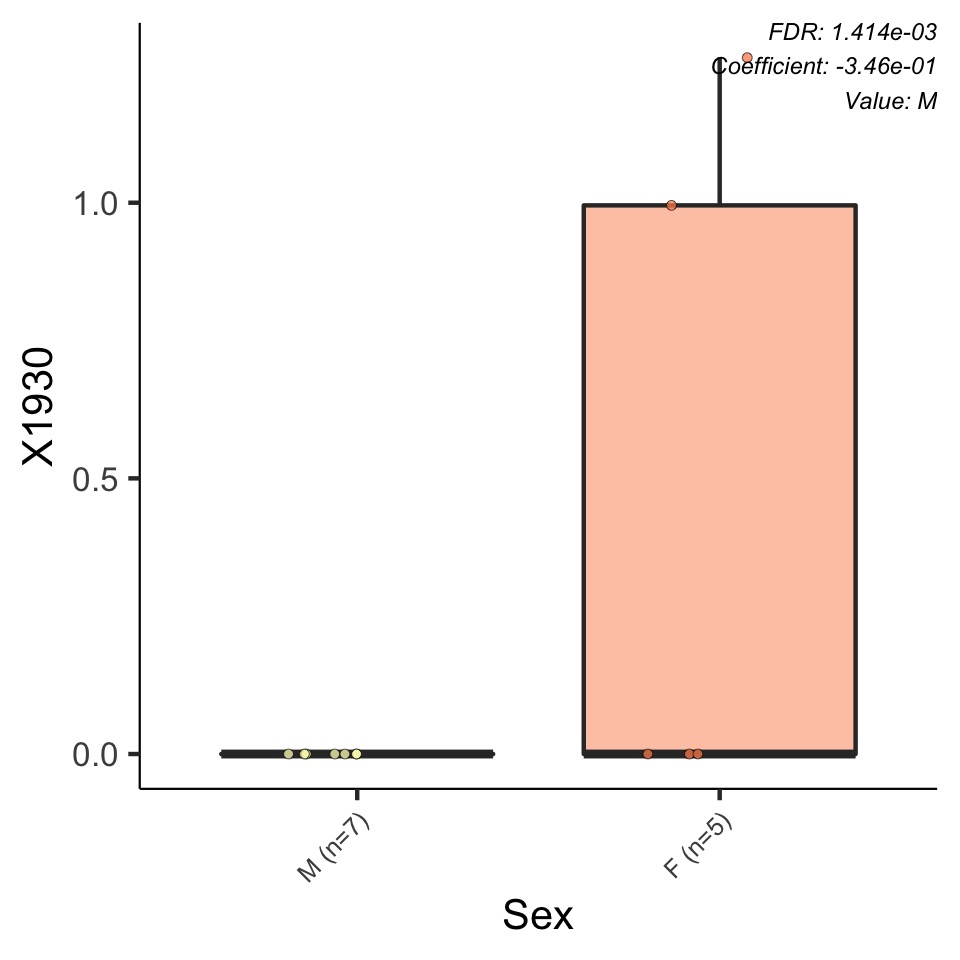 FDR: 1.414e-03
Coefficient: -3.46e-01
Value: M
1.0
0.5
0.0
X1930
M (n=7)
F (n=5)
Sex